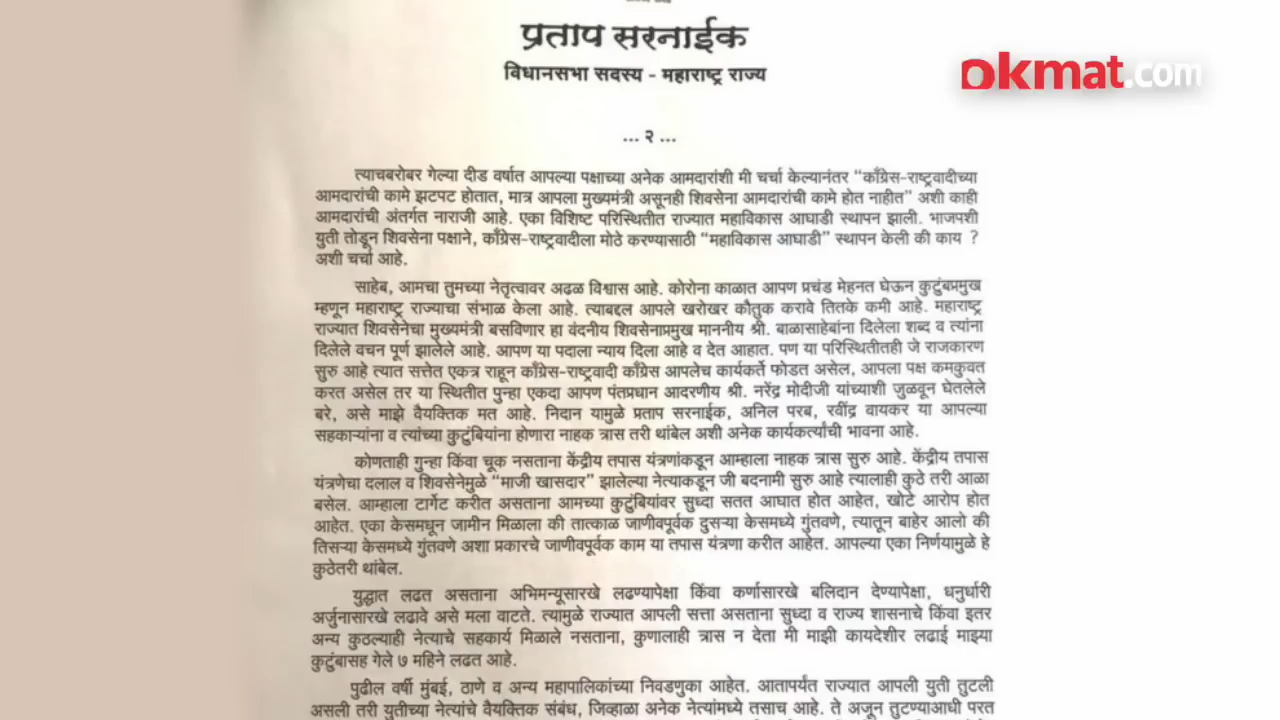 प्रताप सरनाईक
विधानसभा सदस्य - महाराष्ट्र राज्य
okmat.com
... २ ...
त्याचबरोबर गेल्या दीड वर्षात आपल्या पक्षाच्या अनेक आमदारांशी मी चर्चा केल्यानंतर “काँग्रेस-राष्ट्रवादीच्या
आमदारांची कामे झटपट होतात, मात्र आपला मुख्यमंत्री असूनही शिवसेना आमदारांची कामे होत नाहीत” अशी काही
आमदारांची अंतर्गत नाराजी आहे. एका विशिष्ट परिस्थितीत राज्यात महाविकास आघाडी स्थापन झाली. भाजपशी
युती तोडून शिवसेना पक्षाने, काँग्रेस-राष्ट्रवादीला मोठे करण्यासाठी “महाविकास आघाडी” स्थापन केली की काय ?
अशी चर्चा आहे.
साहेब, आमचा तुमच्या नेतृत्वावर अढळ विश्वास आहे. कोरोना काळात आपण प्रचंड मेहनत घेऊन कुटुंबप्रमुख
म्हणून महाराष्ट्र राज्याचा संभाळ केला आहे. त्याबद्दल आपले खरोखर कौतुक करावे तितके कमी आहे. महाराष्ट्र
राज्यात शिवसेनेचा मुख्यमंत्री बसविणार हा वंदनीय शिवसेनाप्रमुख माननीय श्री. बाळासाहेबांना दिलेला शब्द व त्यांना
दिलेले वचन पूर्ण झालेले आहे. आपण या पदाला न्याय दिला आहे व देत आहात. पण या परिस्थितीतही जे राजकारण
सुरु आहे त्यात सत्तेत एकत्र राहून काँग्रेस-राष्ट्रवादी काँग्रेस आपलेच कार्यकर्ते फोडत असेल, आपला पक्ष कमकुवत
करत असेल तर या स्थितीत पुन्हा एकदा आपण पंतप्रधान आदरणीय श्री. नरेंद्र मोदीजी यांच्याशी जुळवून घेतलेले
बरे, असे माझे वैयक्तिक मत आहे. निदान यामुळे प्रताप सरनाईक, अनिल परब, रवींद्र वायकर या आपल्या
सहकाऱ्यांना व त्यांच्या कुटुंबियांना होणारा नाहक त्रास तरी थांबेल अशी अनेक कार्यकर्त्यांची भावना आहे.
कोणताही गुन्हा किंवा चूक नसताना केंद्रीय तपास यंत्रणांकडून आम्हाला नाहक त्रास सुरु आहे. केंद्रीय तपास
यंत्रणेचा दलाल व शिवसेनेमुळे “माजी खासदार” झालेल्या नेत्याकडून जी बदनामी सुरु आहे त्यालाही कुठे तरी आळा
बसेल. आम्हाला टार्गेट करीत असताना आमच्या कुटुंबियांवर सुध्दा सतत आघात होत आहेत, खोटे आरोप होत
आहेत. एका केसमधून जामीन मिळाला की तात्काळ जाणीवपूर्वक दुसऱ्या केसमध्ये गुंतवणे, त्यातून बाहेर आलो की
तिसऱ्या केसमध्ये गुंतवणे अशा प्रकारचे जाणीवपूर्वक काम या तपास यंत्रणा करीत आहेत. आपल्या एका निर्णयामुळे हे
कुठेतरी थांबेल.
युद्धात लढत असताना अभिमन्यूसारखे लढण्यापेक्षा किंवा कर्णासारखे बलिदान देण्यापेक्षा, धनुर्धारी
अर्जुनासारखे लढावे असे मला वाटते. त्यामुळे राज्यात आपली सत्ता असताना सुध्दा व राज्य शासनाचे किंवा इतर
अन्य कुठल्याही नेत्याचे सहकार्य मिळाले नसताना, कुणालाही त्रास न देता मी माझी कायदेशीर लढाई माझ्या
कुटुंबासह गेले ७ महिने लढत आहे.
पुढील वर्षी मुंबई, ठाणे व अन्य महापालिकांच्या निवडणुका आहेत. आतापर्यंत राज्यात आपली युती तुटली
असली तरी युतीच्या नेत्यांचे वैयक्तिक संबंध, जिव्हाळा अनेक नेत्यांमध्ये तसाच आहे. ते अजून तुटण्याआधी परत